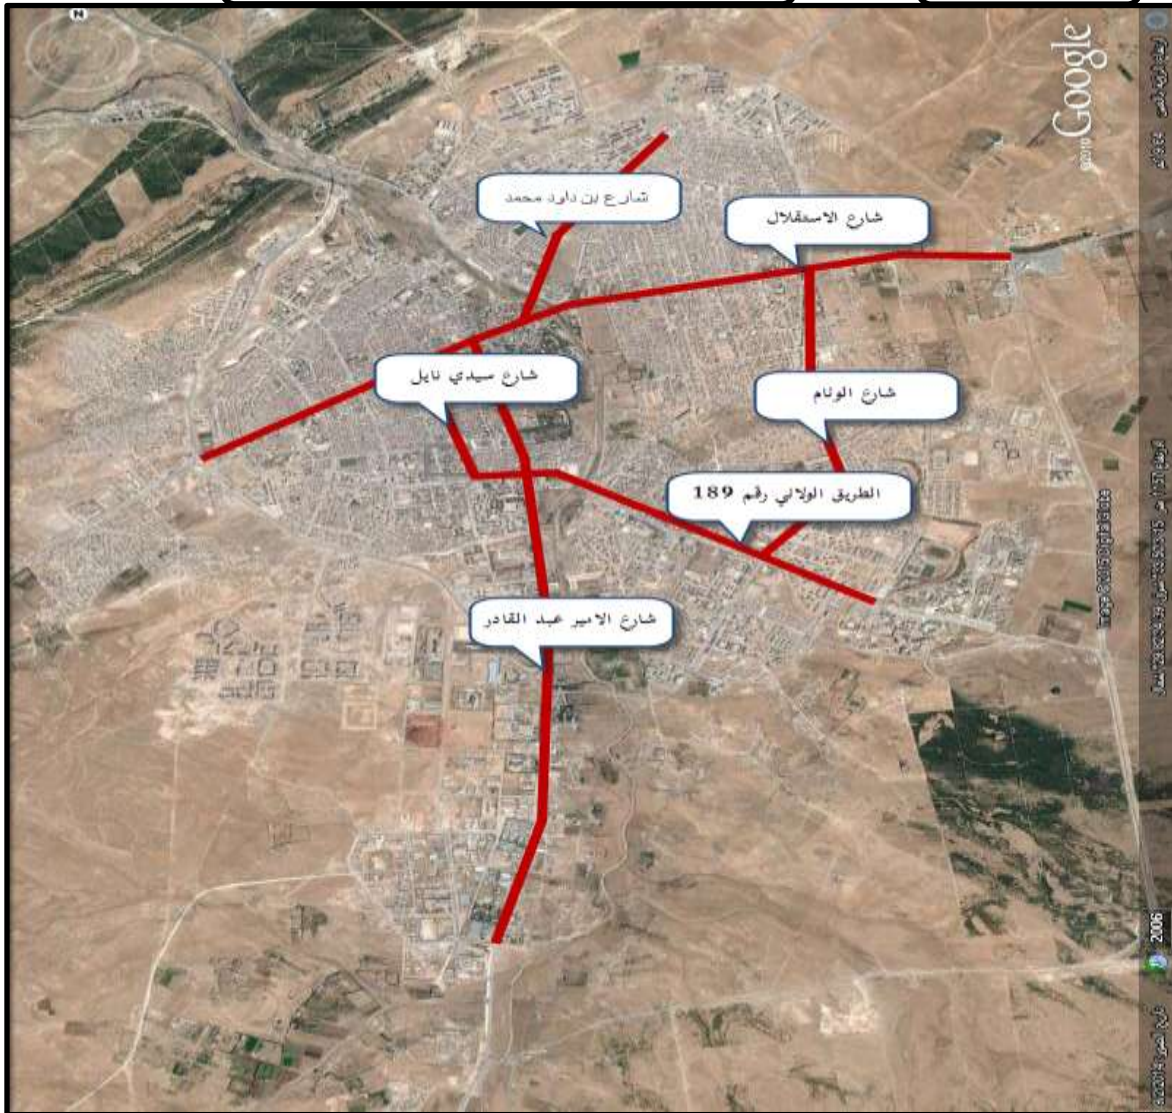 شارع بن داود محمد
شارع الاستقلال
شارع سيدي نايل
شارع الوئام
الطريق الولائي رقم 189
شارع الامير عبد القادر
©2010 Google
2006